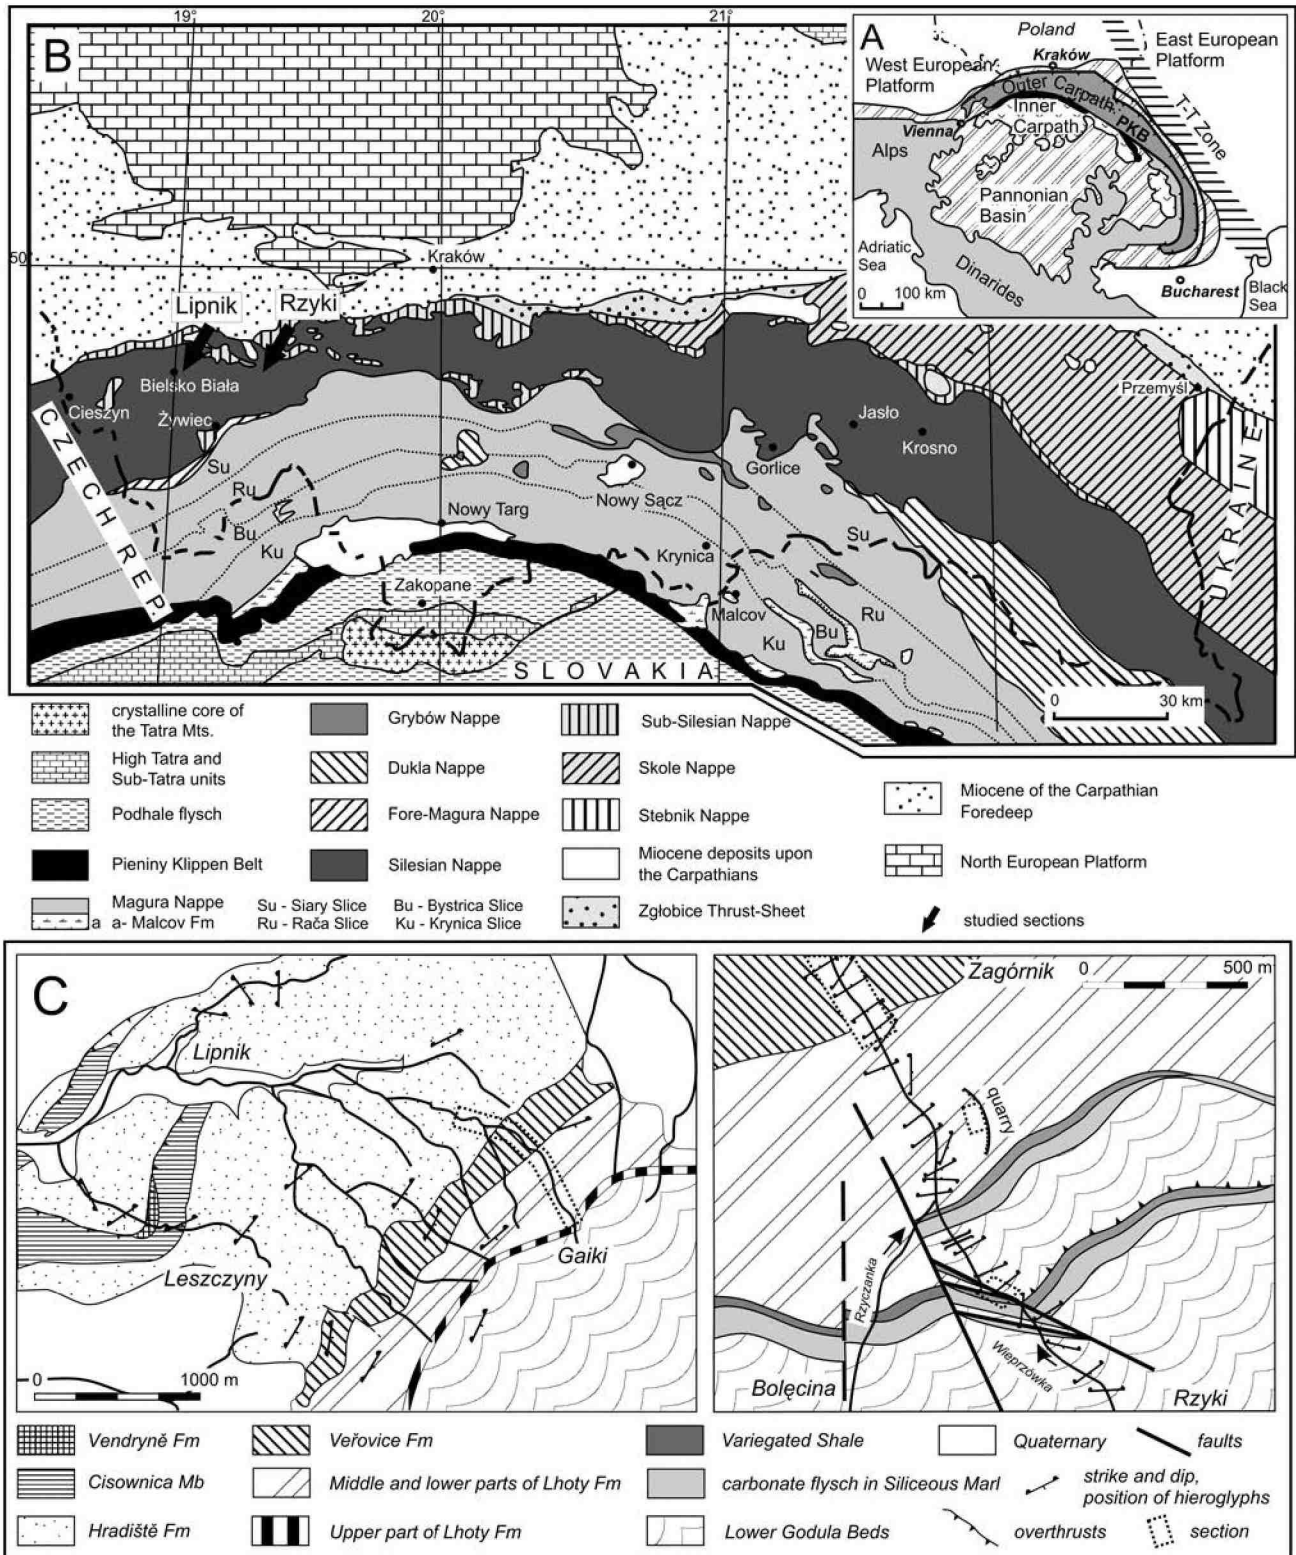 19°
20°
21°
B
50°
Kraków
Lipnik
Rzyki
Bielsko Biała
Cieszyn
Żywiec
CZECH REP.
Su
Ru
M
Bu
Ku
Nowy Targ
Zakopane
Nowy Sącz
Krynica
Malcov
Gorlice
Jasło
Krosno
Przemyśl
Su
Ru
Bu
Ku
SLOVAKIA
UKRAINE
0 30 km
A
Poland
Kraków
East European
Platform
West European
Platform
Outer Carpath.
Inner
Carpath.
PKB
T-T Zone
Vienna
Alps
Pannonian
Basin
Adriatic
Sea
Dinarides
Bucharest
Black
Sea
0 100 km
crystalline core of
the Tatra Mts.
High Tatra and
Sub-Tatra units
Podhale flysch
Pieniny Klippen Belt
Magura Nappe
a a- Malcov Fm
Grybów Nappe
Dukla Nappe
Fore-Magura Nappe
Silesian Nappe
Su - Siary Slice
Ru - Rača Slice
Bu - Bystrica Slice
Ku - Krynica Slice
Sub-Silesian Nappe
Skole Nappe
Stebnik Nappe
Miocene deposits upon
the Carpathians
Zgłobice Thrust-Sheet
Miocene of the Carpathian
Foredeep
North European Platform
studied sections
C
Lipnik
Leszczyny
Gaiki
0 1000 m
Zagórnik
0 500 m
quarry
Rzyczanka
Wieprzówka
Bolęcina
Rzyki
Vendryně Fm
Cisownica Mb
Hradiště Fm
Veřovice Fm
Middle and lower parts of Lhoty Fm
Upper part of Lhoty Fm
Variegated Shale
carbonate flysch in Siliceous Marl
Lower Godula Beds
Quaternary
faults
strike and dip,
position of hieroglyphs
overthrusts
section